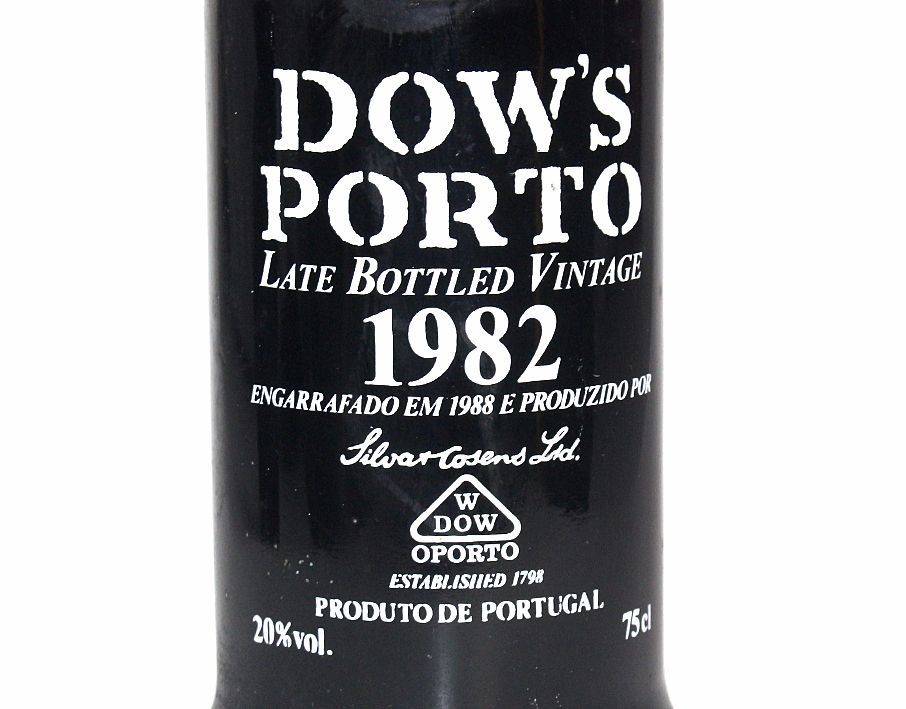 DOW'S
PORTO
LATE BOTTLED VINTAGE
1982
ENGARRAFADO EM 1988 E PRODUZIDO POR
Silva & Cosens Ltd.
W
DOW
OPORTO
ESTABLISHED 1798
PRODUTO DE PORTUGAL
20%vol. 75cl